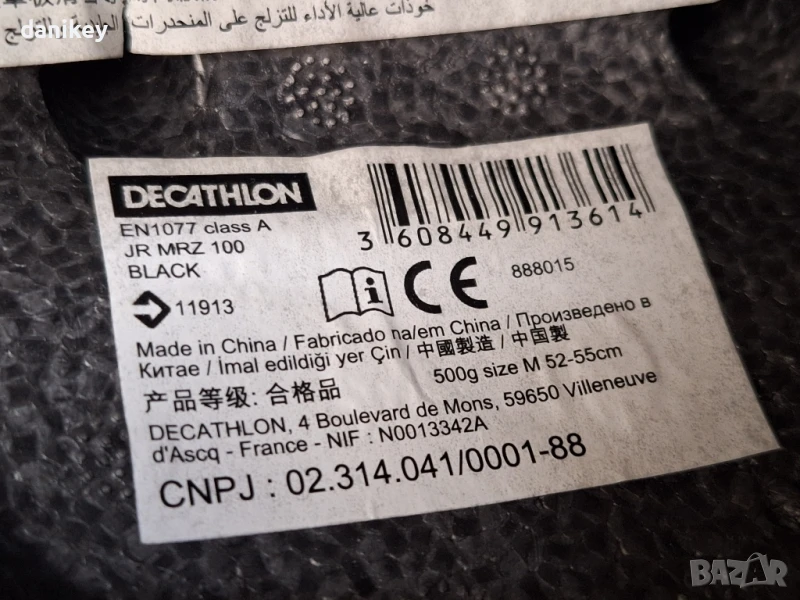 خوذات عالية الأداء للتزلج على المنحدرات
danikey
DECATHLON
EN1077 class A
JR MRZ 100
BLACK
11913
3 608449 913614
i CE 888015
Made in China / Fabricado na/em China / Произведено в
Китае / İmal edildiği yer Çin / 中國製造 / 中国製
500g size M 52-55cm
产品等级: 合格品
DECATHLON, 4 Boulevard de Mons, 59650 Villeneuve
d'Ascq - France - NIF : N0013342A
CNPJ : 02.314.041/0001-88
BAZAR